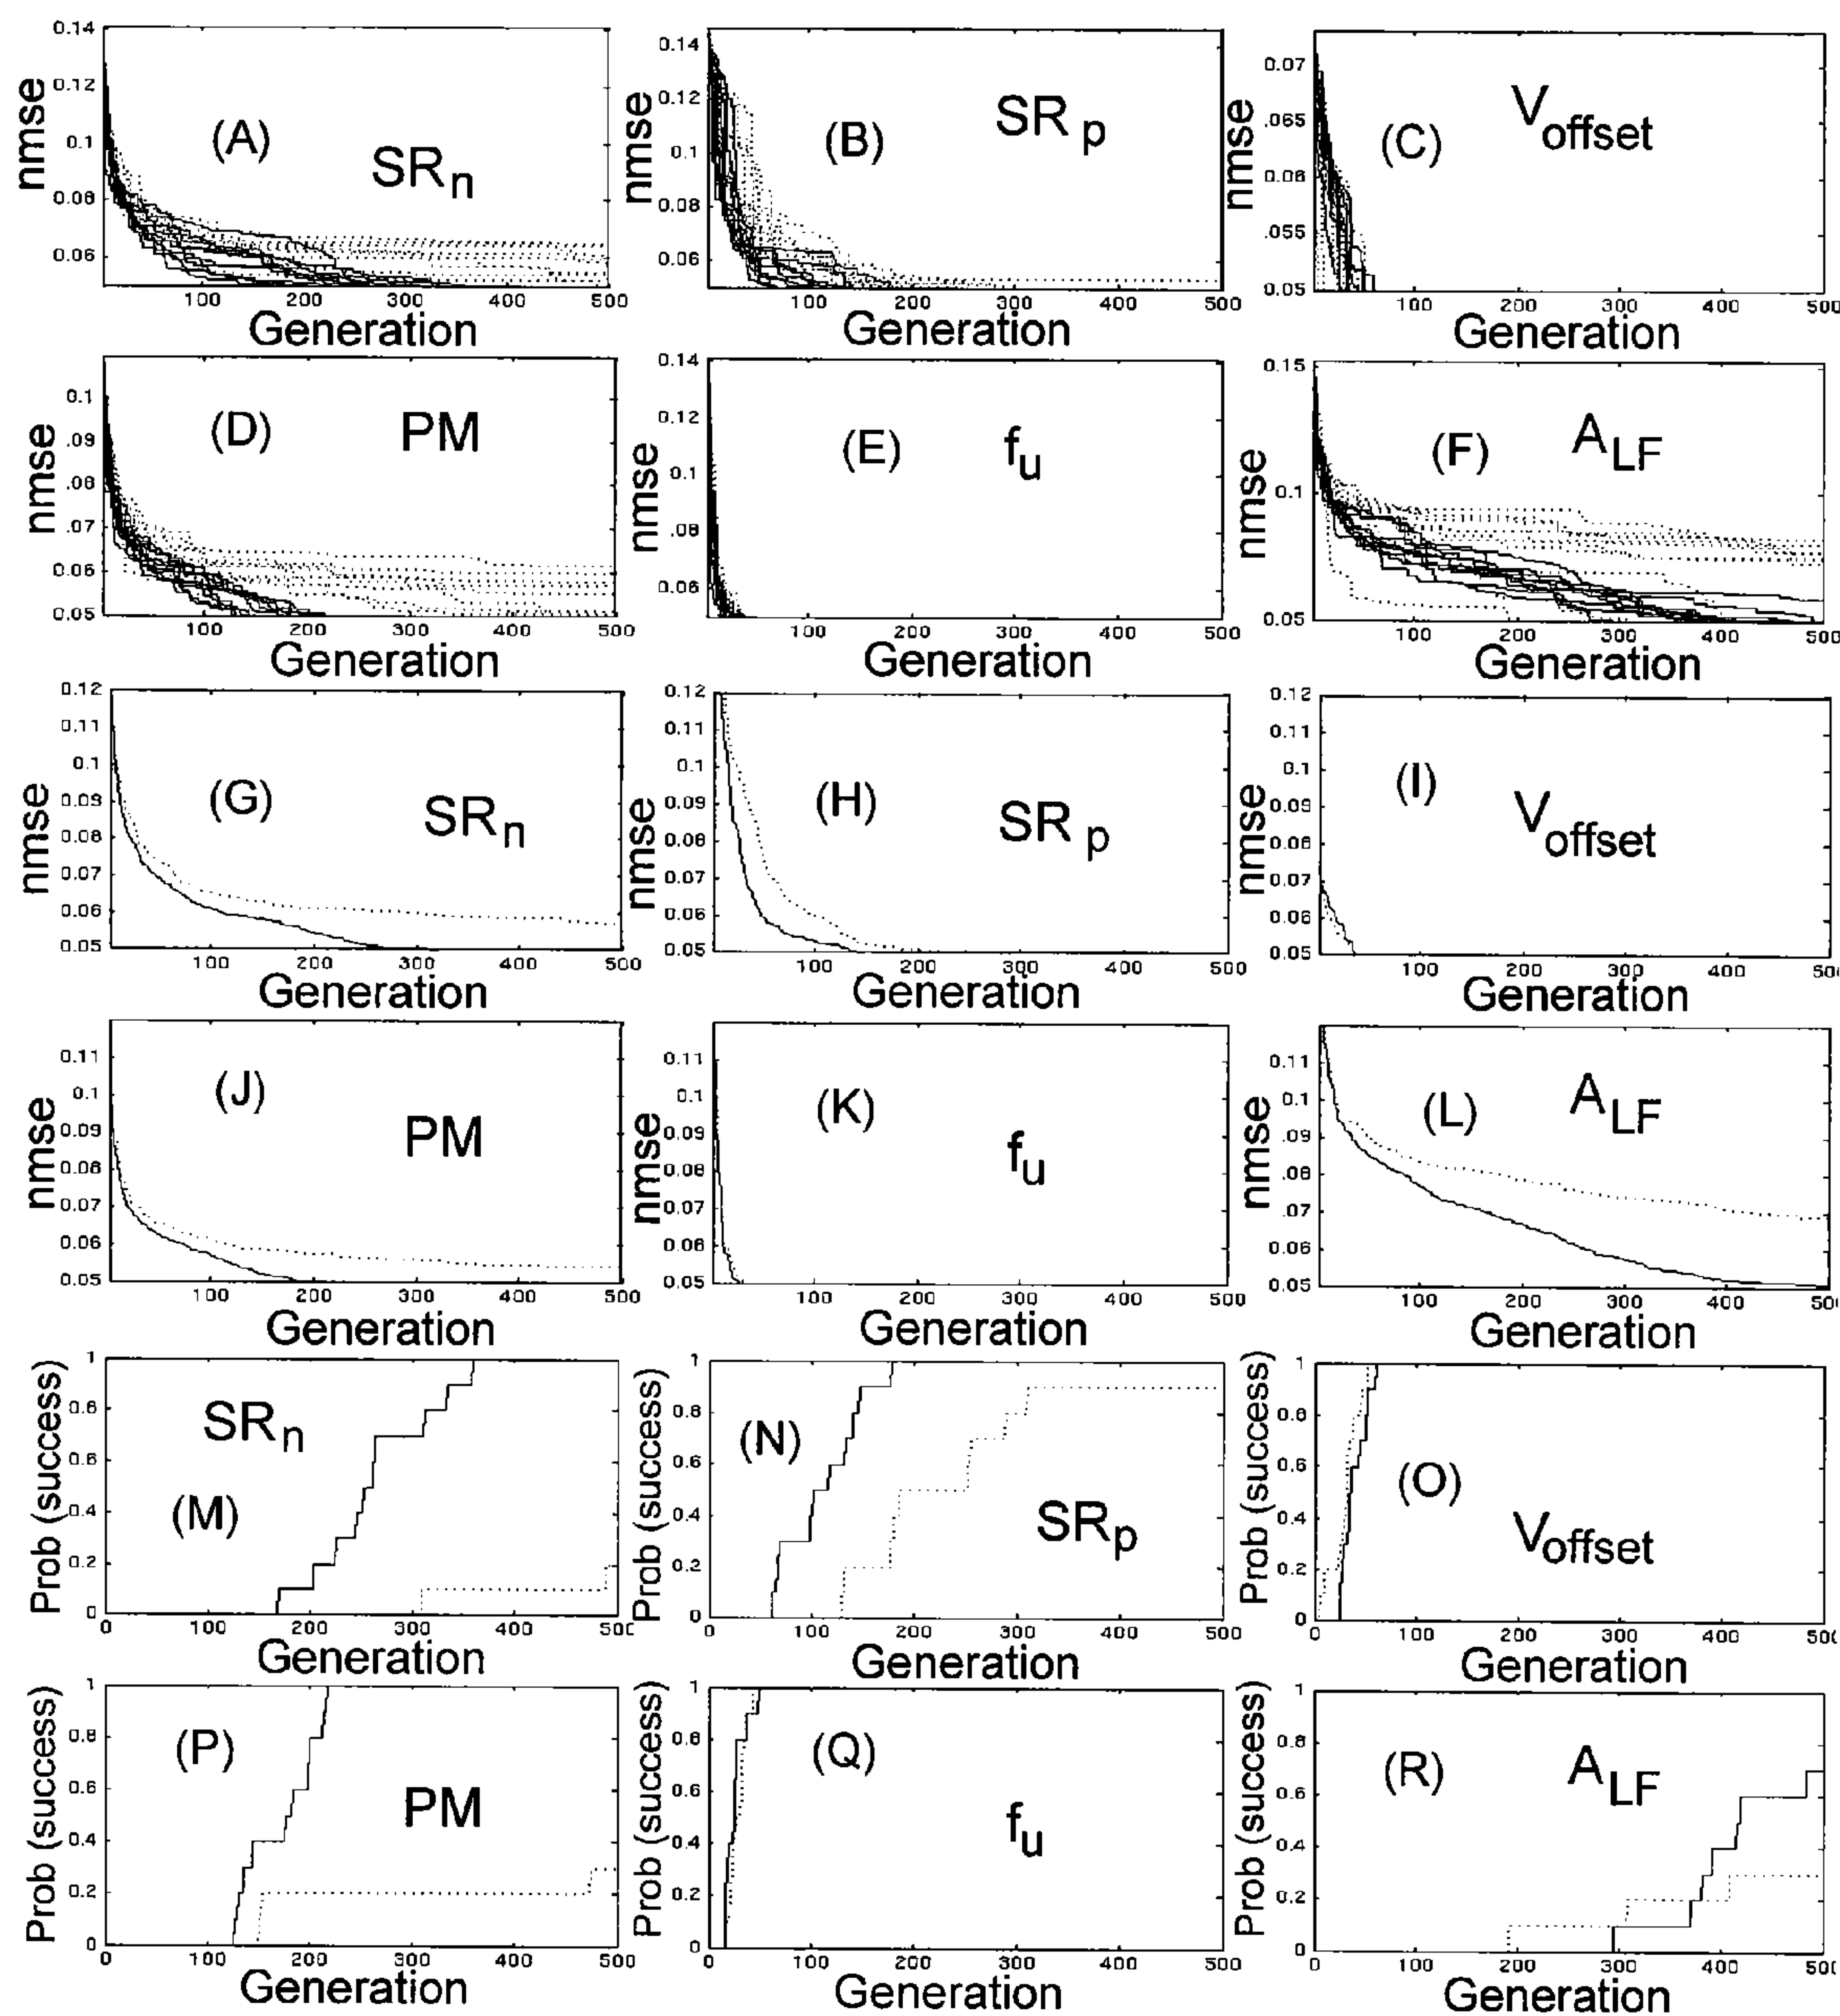 0.14
0.12
0.1
0.08
0.06
nmse
(A)
SRn
100 200 300 400 500
Generation
0.14
0.12
0.1
0.08
0.06
nmse
(B)
SR p
100 200 300 400 500
Generation
0.07
.065
0.06
.055
0.05
nmse
(C)
Voffset
100 200 300 400 500
Generation
0.1
.09
.08
.07
0.06
0.05
nmse
(D)
PM
100 200 300 400 500
Generation
0.14
0.12
0.1
.08
0.06
nmse
(E)
fu
100 200 300 400 500
Generation
0.15
0.1
0.05
nmse
(F)
ALF
100 200 300 400 500
Generation
0.12
0.11
0.1
0.09
0.08
0.07
0.06
0.05
nmse
(G)
SRn
100 200 300 400 500
Generation
0.12
0.11
0.1
0.09
0.08
0.07
0.06
0.05
nmse
(H)
SR p
100 200 300 400 500
Generation
0.12
0.11
0.1
0.09
0.08
0.07
0.06
0.05
nmse
(I)
Voffset
100 200 300 400
Generation
0.11
0.1
0.09
0.08
0.07
0.06
0.05
nmse
(J)
PM
100 200 300 400 500
Generation
0.11
0.1
0.09
0.08
0.07
0.06
0.05
nmse
(K)
fu
100 200 300 400 500
Generation
0.11
0.1
.09
0.08
.07
.06
0.05
nmse
(L)
ALF
100 200 300 400
Generation
1
0.8
0.6
0.4
0.2
0
Prob (success)
SRn
(M)
0 100 200 300 400
Generation
1
0.8
0.6
0.4
0.2
0
Prob (success)
(N)
SRp
0 100 200 300 400 500
Generation
1
0.8
0.6
0.4
0.2
0
Prob (success)
(O)
Voffset
0 100 200 300 400
Generation
1
0.8
0.6
0.4
0.2
0
Prob (success)
(P)
PM
0 100 200 300 400 500
Generation
1
0.8
0.6
0.4
0.2
0
Prob (success)
(Q)
fu
0 100 200 300 400 500
Generation
1
0.8
0.6
0.4
0.2
0
Prob (success)
(R)
ALF
0 100 200 300 400
Generation